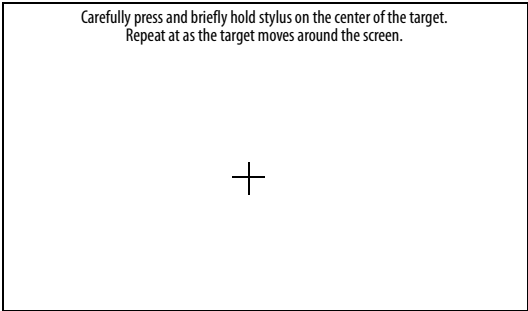 Carefully press and briefly hold stylus on the center of the target.
Repeat at as the target moves around the screen.